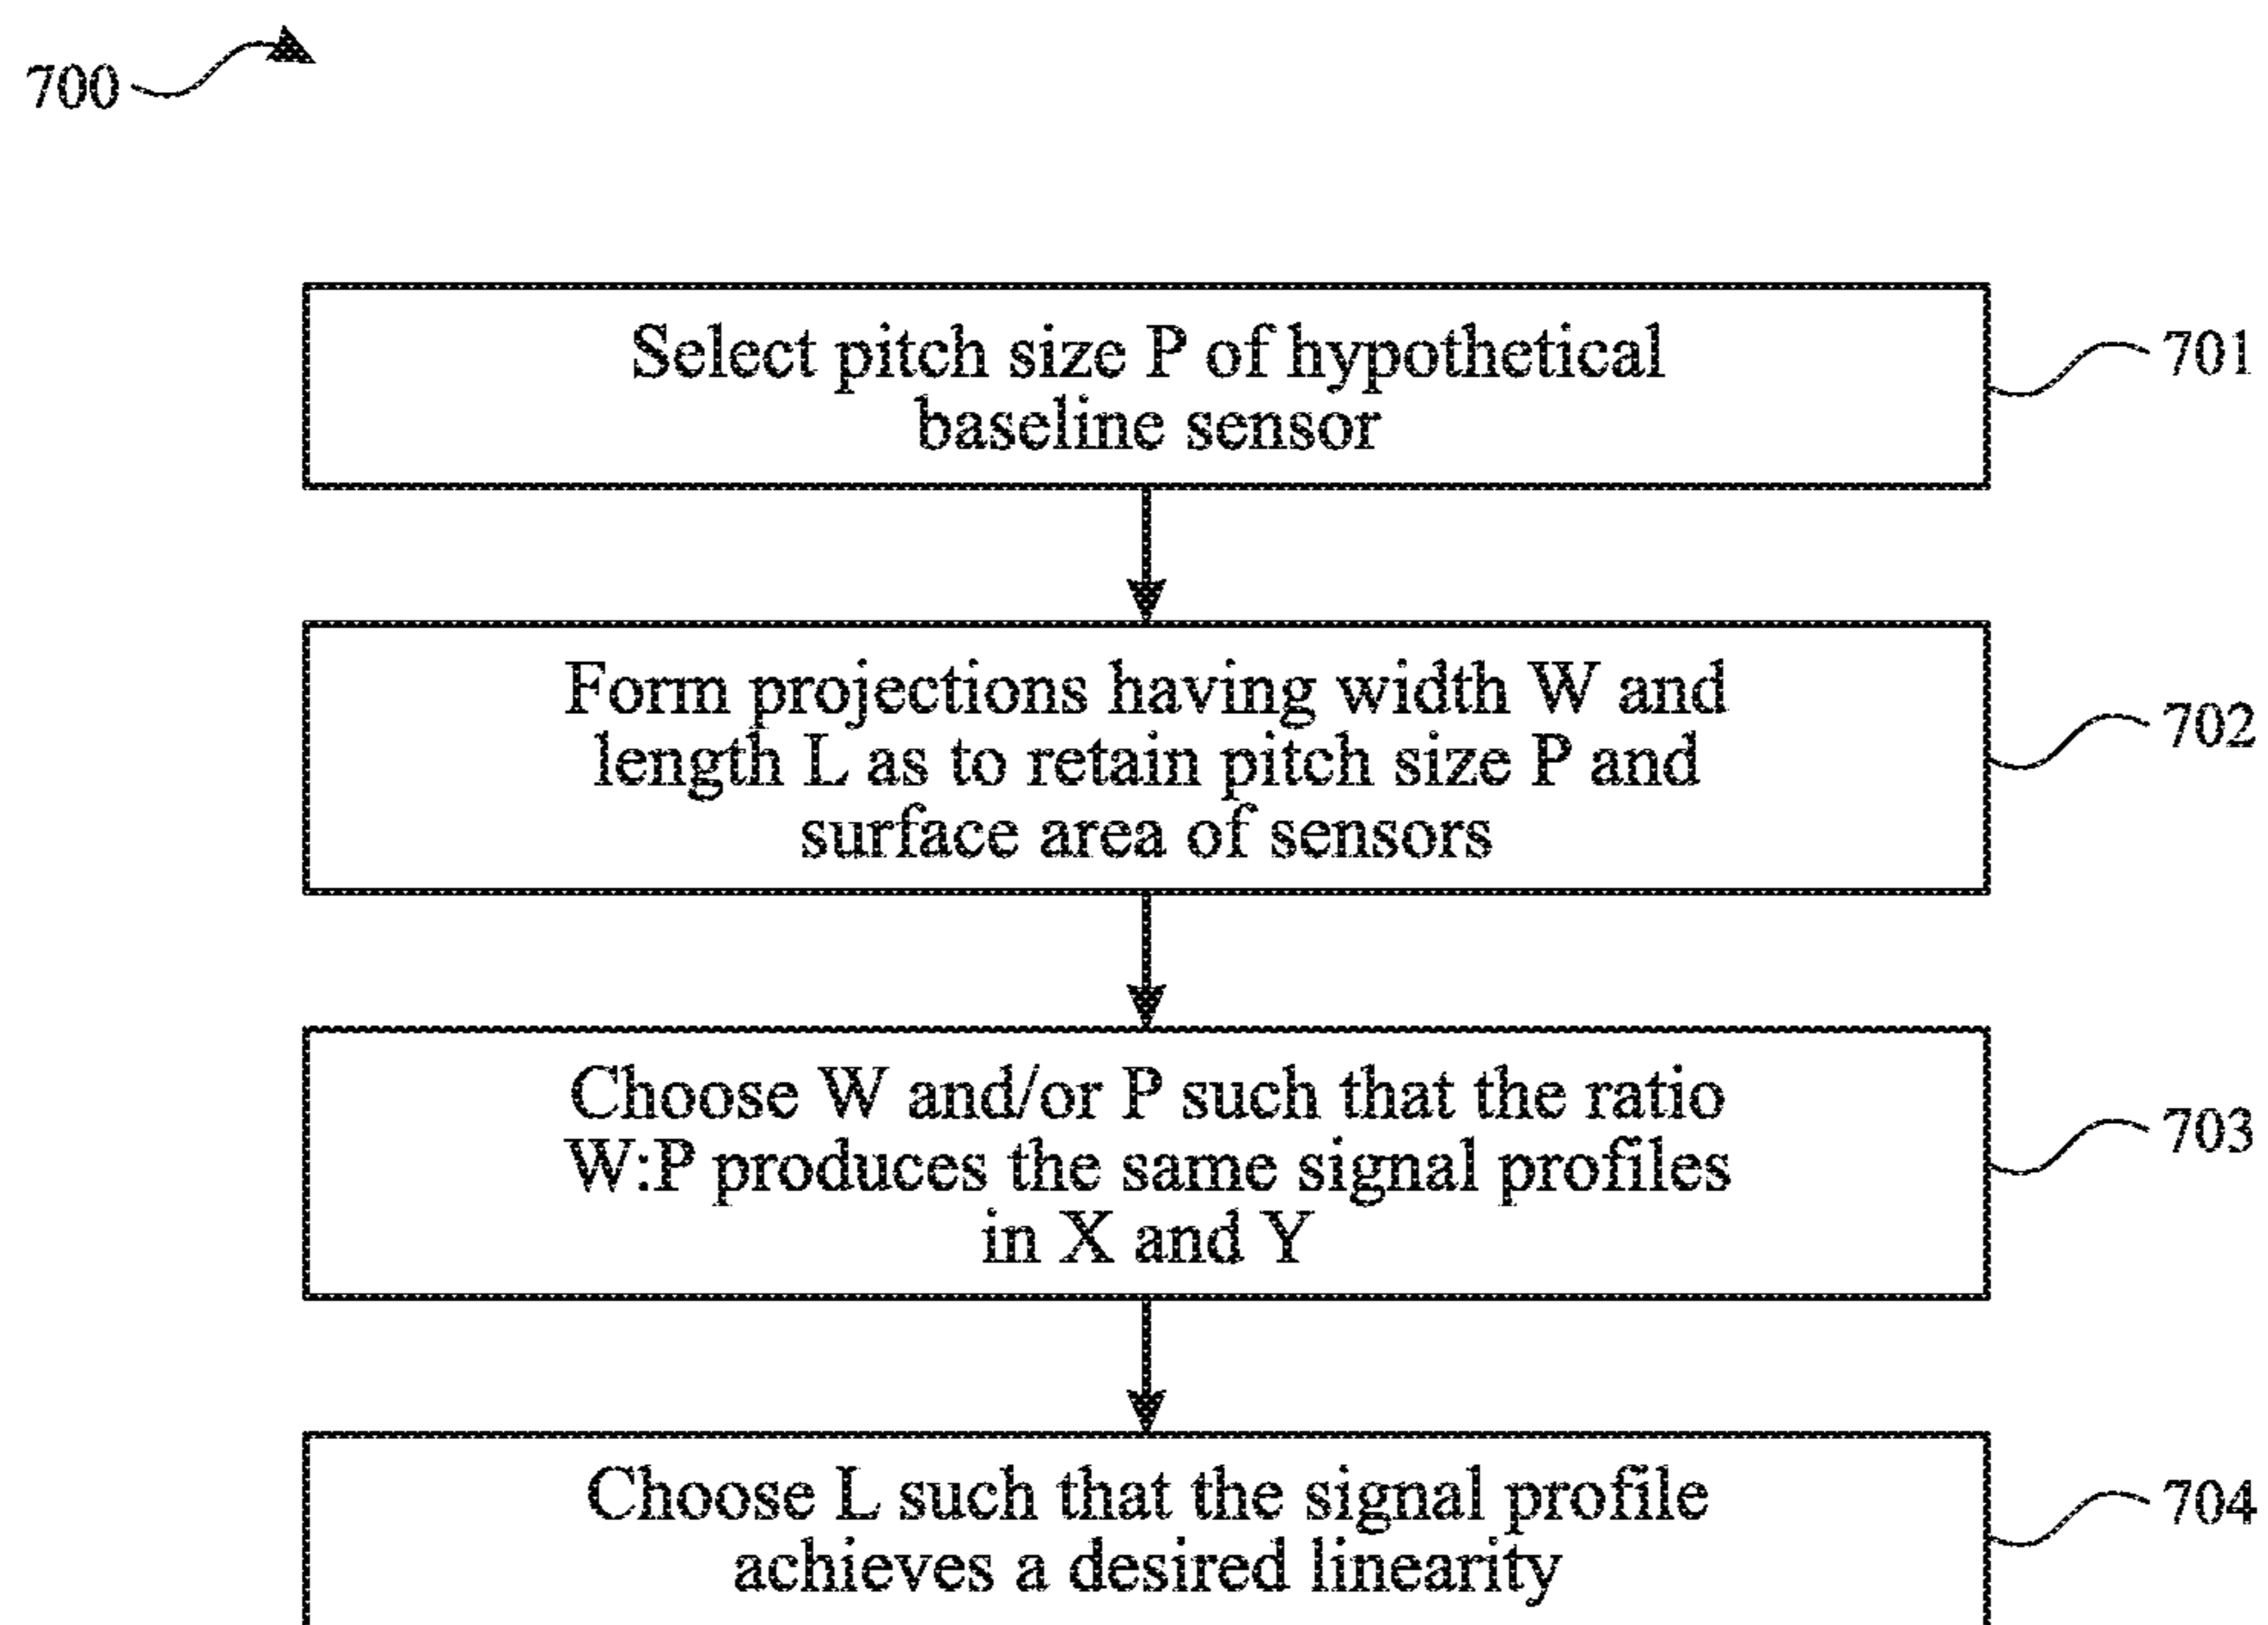 700
Select pitch size P of hypothetical
baseline sensor
701
Form projections having width W and
length L as to retain pitch size P and
surface area of sensors
702
Choose W and/or P such that the ratio
W:P produces the same signal profiles
in X and Y
703
Choose L such that the signal profile
achieves a desired linearity
704